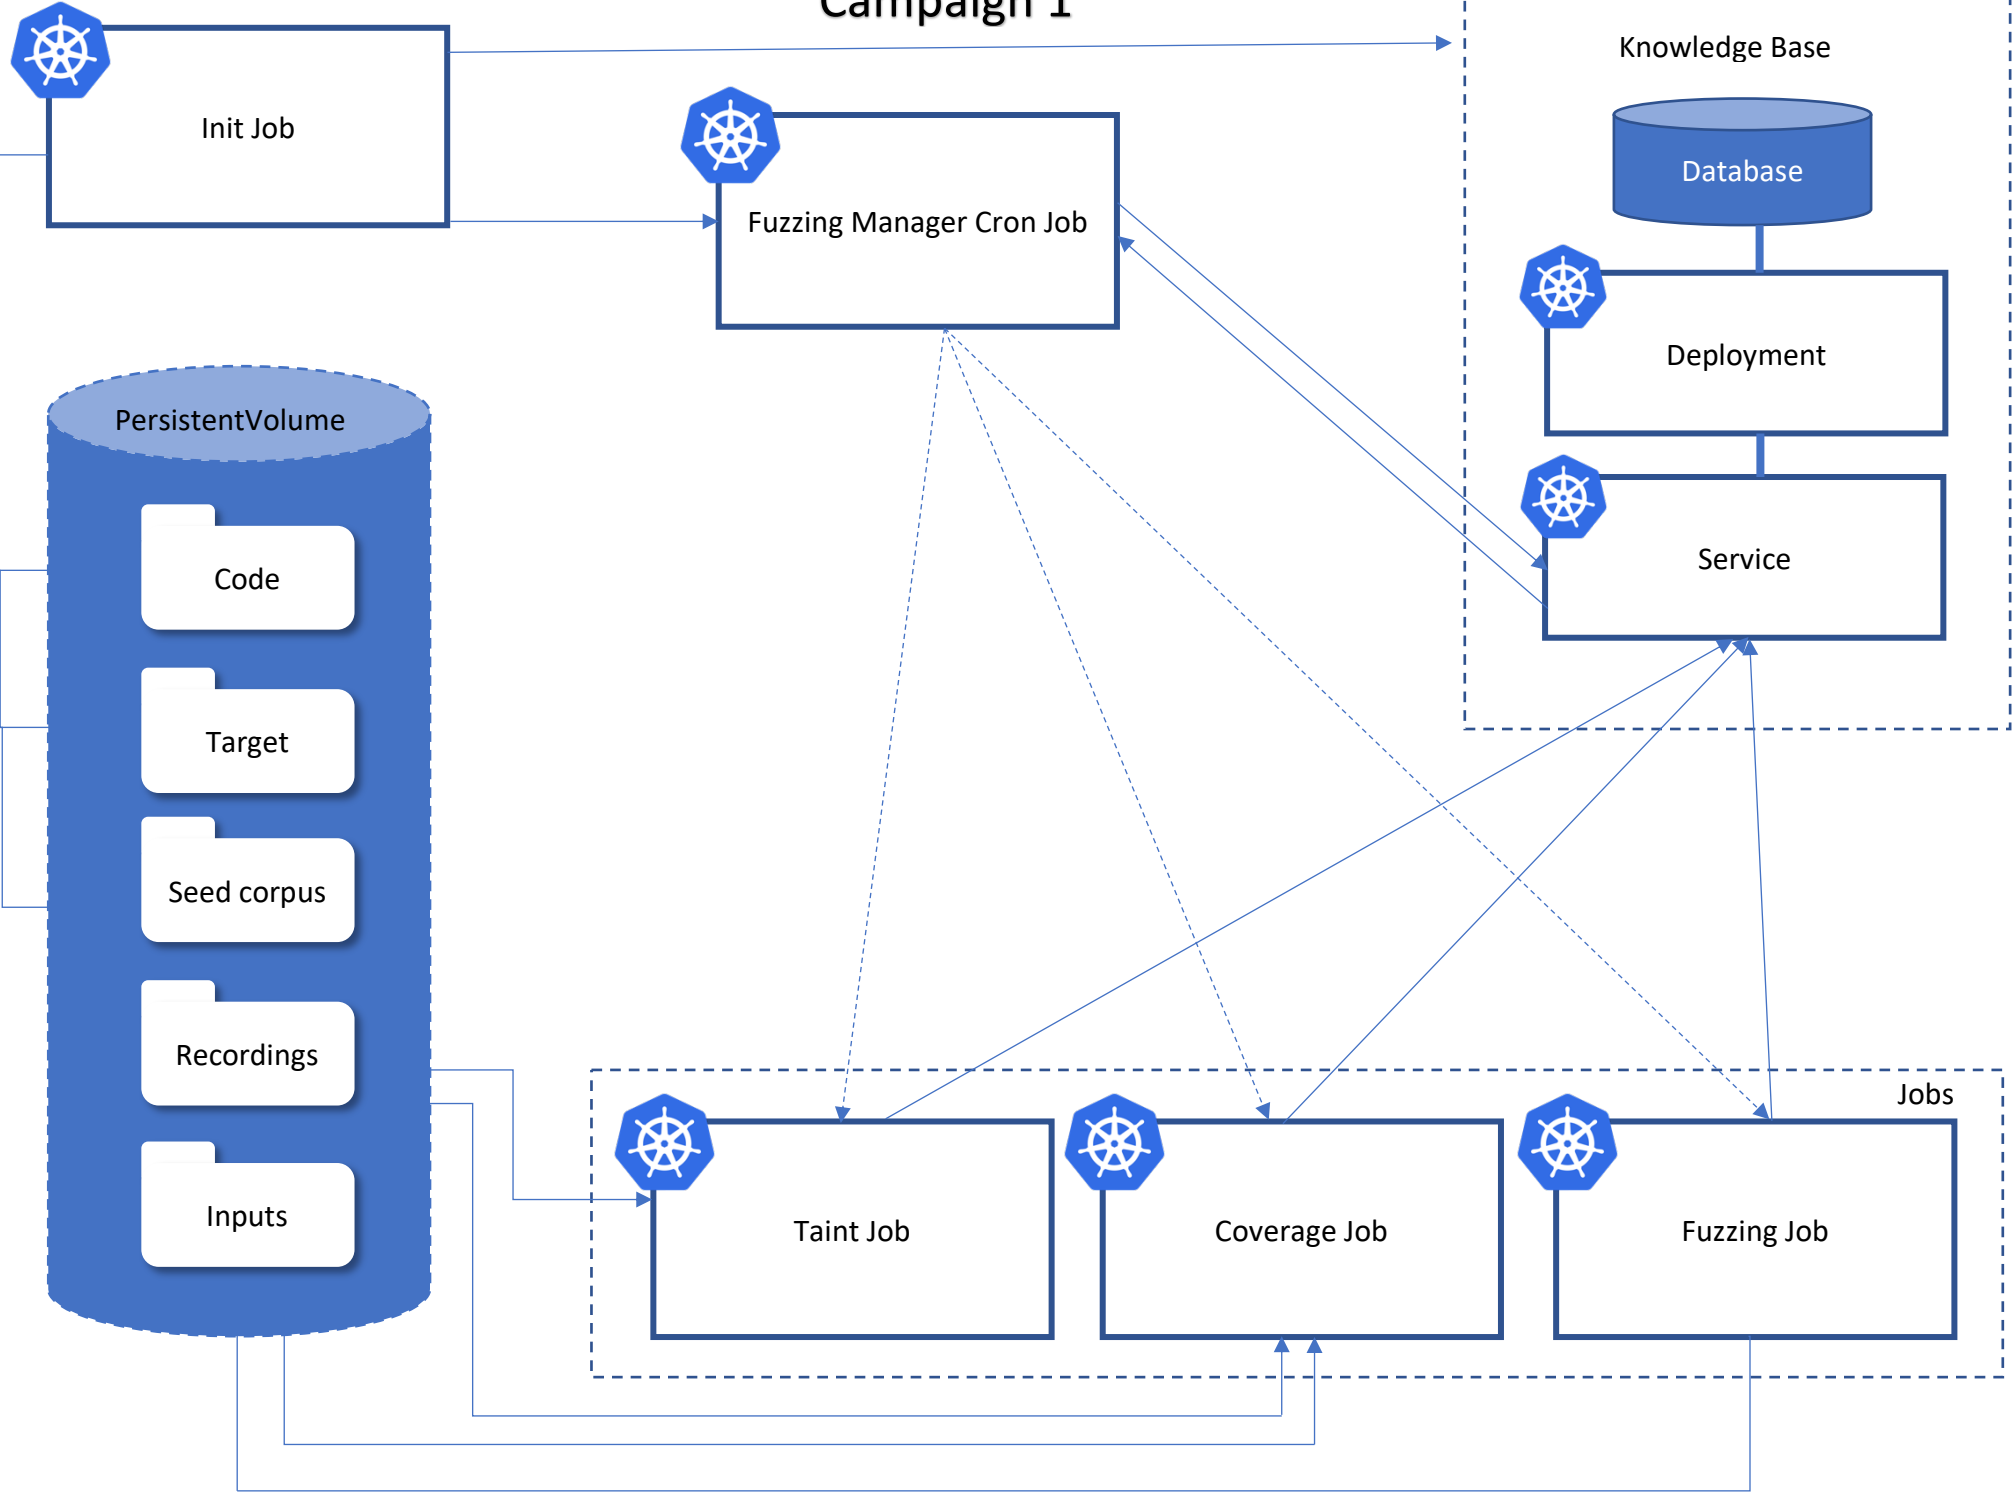 Campaign 1
Knowledge Base
Init Job
Database
Fuzzing Manager Cron Job
Deployment
PersistentVolume
Service
Code
Target
Seed corpus
Recordings
Jobs
Inputs
Taint Job
Coverage Job
Fuzzing Job